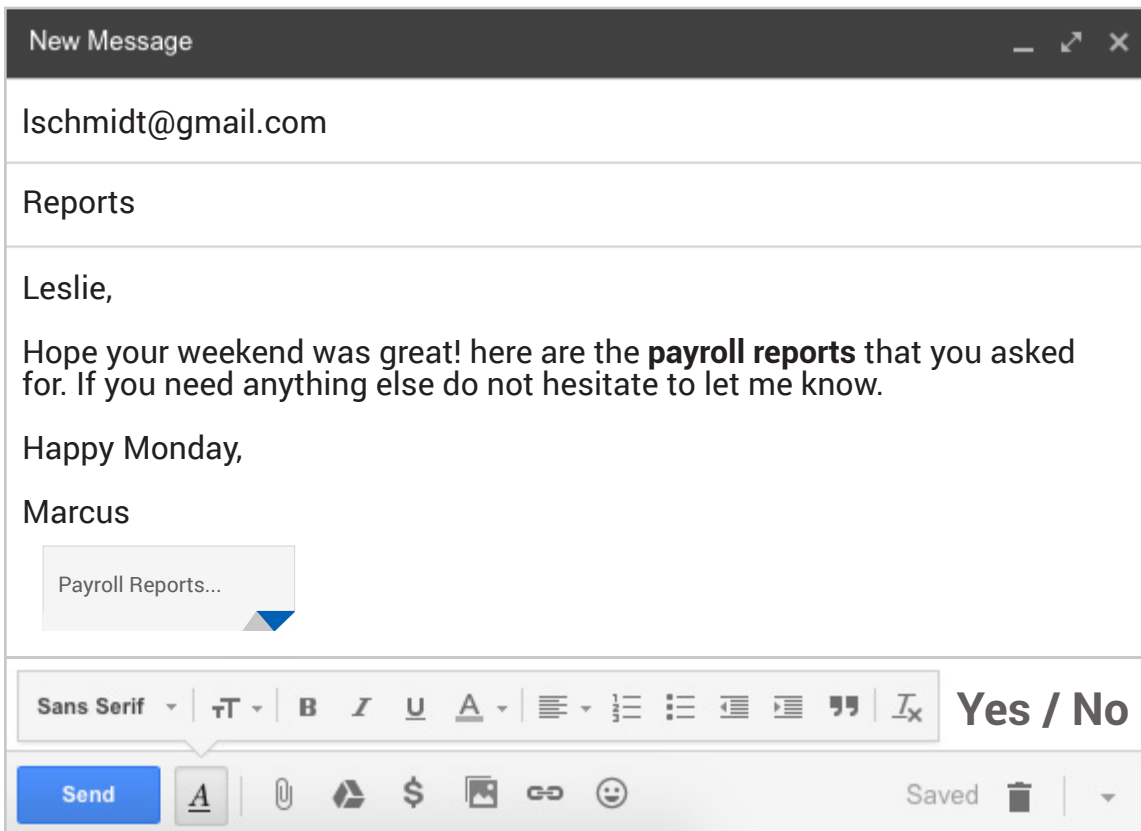 New Message
lschmidt@gmail.com
Reports
Leslie,
Hope your weekend was great! here are the payroll reports that you asked
for. If you need anything else do not hesitate to let me know.
Happy Monday,
Marcus
Payroll Reports...
Sans Serif
Yes / No
Send
Saved